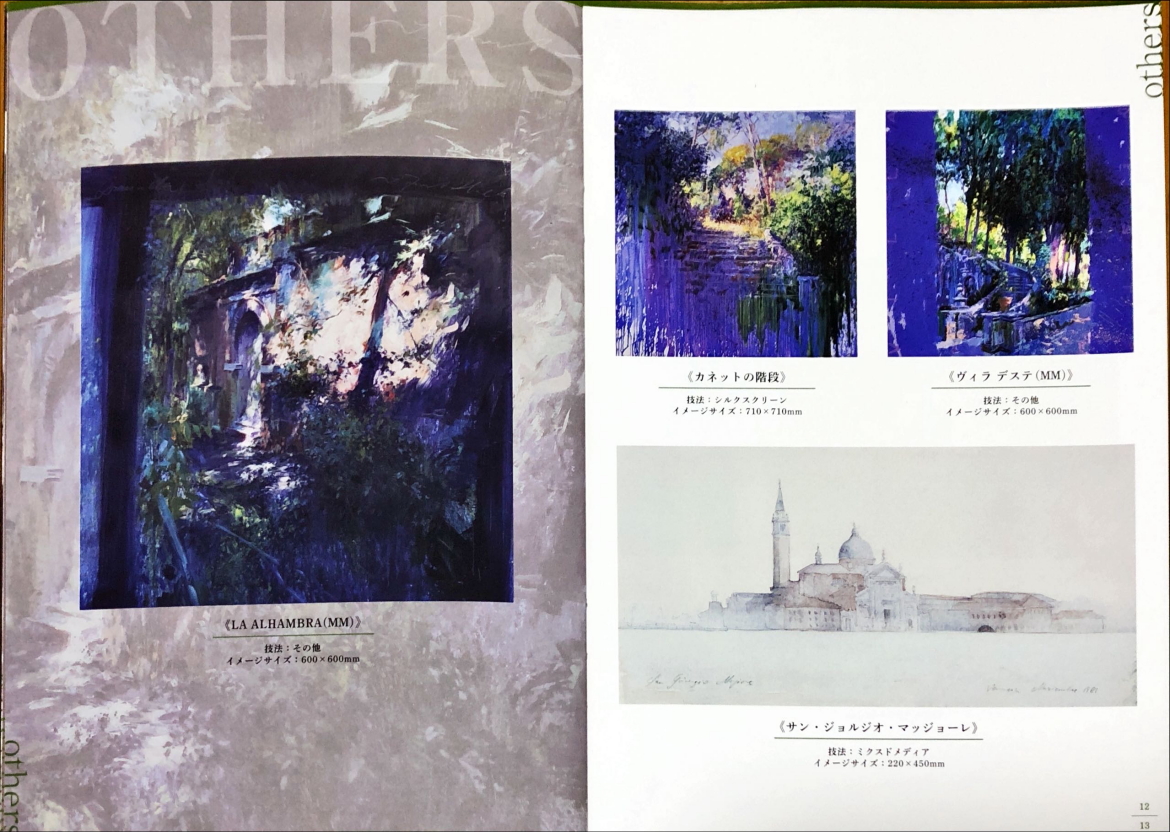 OTHERS
《LA ALHAMBRA(MM)》
技法：その他
イメージサイズ：600×600mm
others
others
《カネットの階段》
技法：シルクスクリーン
イメージサイズ：710×710mm
《ヴィラ デステ(MM)》
技法：その他
イメージサイズ：600×600mm
San Giorgio
《サン・ジョルジオ・マッジョーレ》
技法：ミクスドメディア
イメージサイズ：220×450mm
12
13